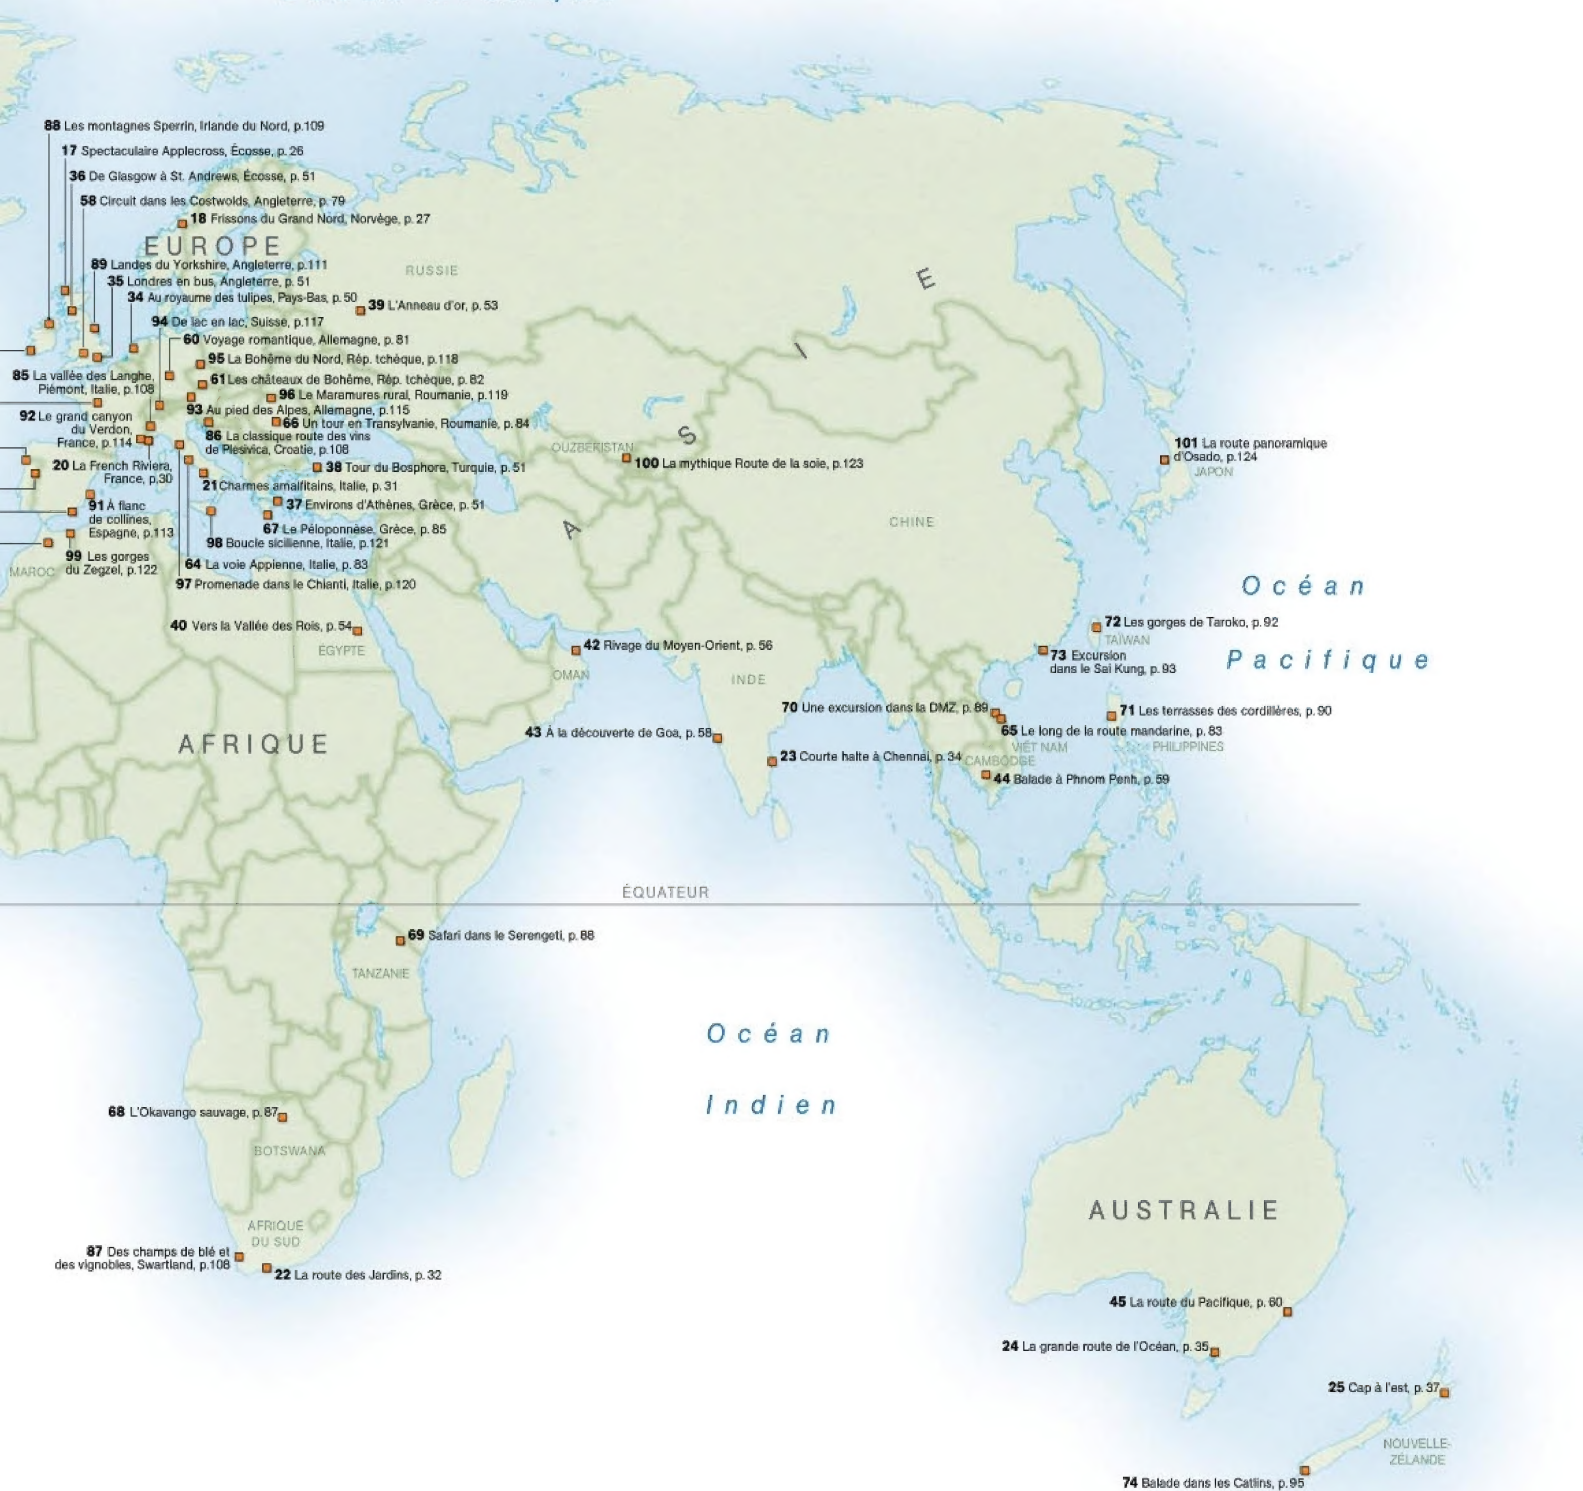 88 Les montagnes Sperrin, Irlande du Nord, p.109
17 Spectaculaire Applecross, Écosse, p. 26
36 De Glasgow à St. Andrews, Écosse, p. 51
58 Circuit dans les Costwolds, Angleterre, p. 79
18 Frissons du Grand Nord, Norvège, p. 27
EUROPE
89 Landes du Yorkshire, Angleterre, p.111
35 Londres en bus, Angleterre, p. 51
34 Au royaume des tulipes, Pays-Bas, p. 50
RUSSIE
39 L'Anneau d'or, p. 53
94 De lac en lac, Suisse, p.117
60 Voyage romantique, Allemagne, p. 81
95 La Bohême du Nord, Rép. tchèque, p.118
85 La vallée des Langhe,
Piémont, Italie, p.108
61 Les châteaux de Bohême, Rép. tchèque, p. 82
96 Le Maramures rural, Roumanie, p.119
93 Au pied des Alpes, Allemagne, p.115
92 Le grand canyon
du Verdon,
France, p.114
66 Un tour en Transylvanie, Roumanie, p. 84
86 La classique route des vins
de Plesivica, Croatie, p.108
20 La French Riviera,
France, p.30
38 Tour du Bosphore, Turquie, p. 51
21 Charmes amalfitains, Italie, p. 31
91 À flanc
de collines,
Espagne, p.113
37 Environs d'Athènes, Grèce, p. 51
67 Le Péloponnèse, Grèce, p. 85
98 Boucle sicilienne, Italie, p.121
99 Les gorges
du Zegzel, p.122
MAROC
64 La voie Appienne, Italie, p. 83
97 Promenade dans le Chianti, Italie, p.120
ASIE
OUZBÉKISTAN
100 La mythique Route de la soie, p.123
CHINE
101 La route panoramique
d'Osado, p.124
JAPON
Océan
Pacifique
40 Vers la Vallée des Rois, p. 54
ÉGYPTE
42 Rivage du Moyen-Orient, p. 56
OMAN
INDE
72 Les gorges de Taroko, p. 92
TAÏWAN
73 Excursion
dans le Sai Kung, p. 93
70 Une excursion dans la DMZ, p. 89
71 Les terrasses des cordillères, p. 90
65 Le long de la route mandarine, p. 83
VIÊT NAM
PHILIPPINES
43 À la découverte de Goa, p. 58
23 Courte halte à Chennai, p. 34
CAMBODGE
44 Balade à Phnom Penh, p. 59
AFRIQUE
ÉQUATEUR
69 Safari dans le Serengeti, p. 88
TANZANIE
Océan
Indien
68 L'Okavango sauvage, p. 87
BOTSWANA
AFRIQUE
DU SUD
87 Des champs de blé et
des vignobles, Swartland, p.108
22 La route des Jardins, p. 32
AUSTRALIE
45 La route du Pacifique, p. 60
24 La grande route de l'Océan, p. 35
25 Cap à l'est, p. 37
NOUVELLE-
ZÉLANDE
74 Balade dans les Catlins, p. 95